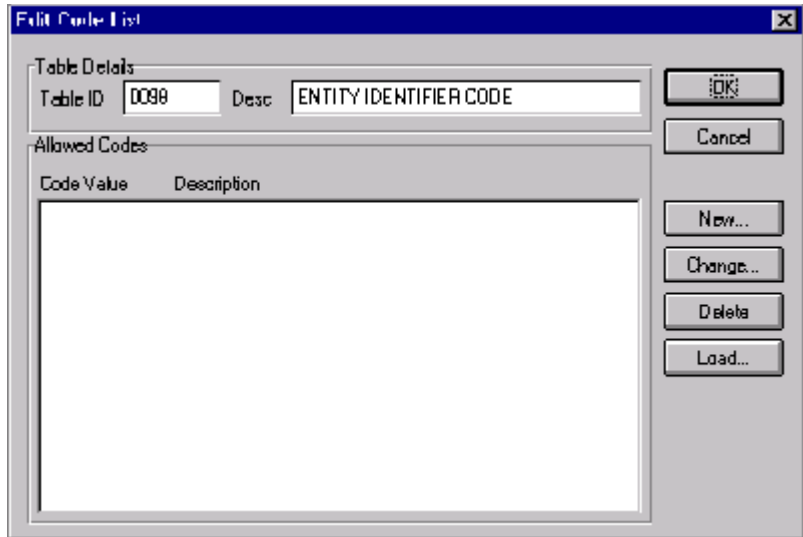 Edit Code List
Table Details
Table ID
0098
Desc
ENTITY IDENTIFIER CODE
OK
Cancel
Allowed Codes
Code Value
Description
New...
Change...
Delete
Load...